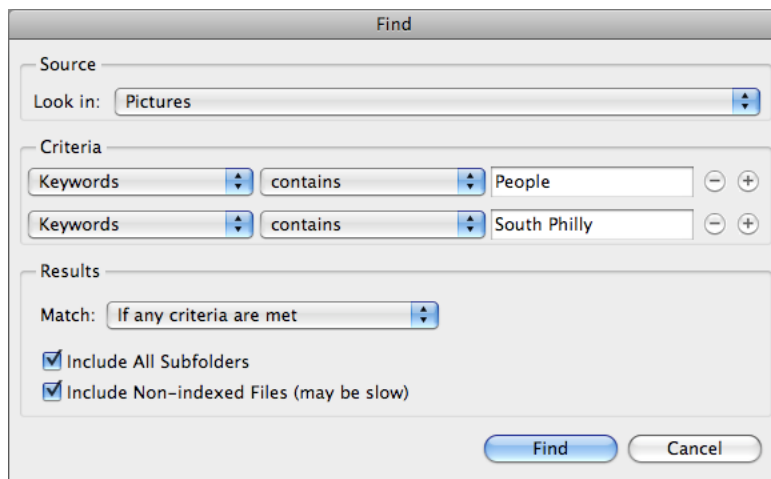 Find
Source
Look in: Pictures
Criteria
Keywords contains People
Keywords contains South Philly
Results
Match: If any criteria are met
Include All Subfolders
Include Non-indexed Files (may be slow)
Find Cancel